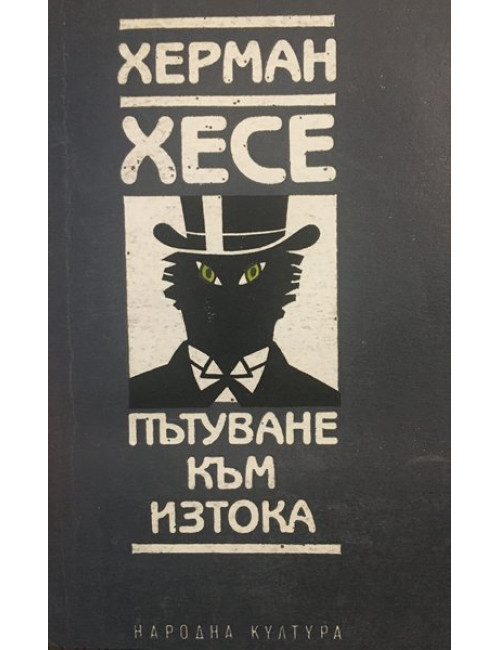 ХЕРМАН
ХЕСЕ
ПЪТУВАНЕ
КЪМ
ИЗТОКА
НАРОДНА КУЛТУРА